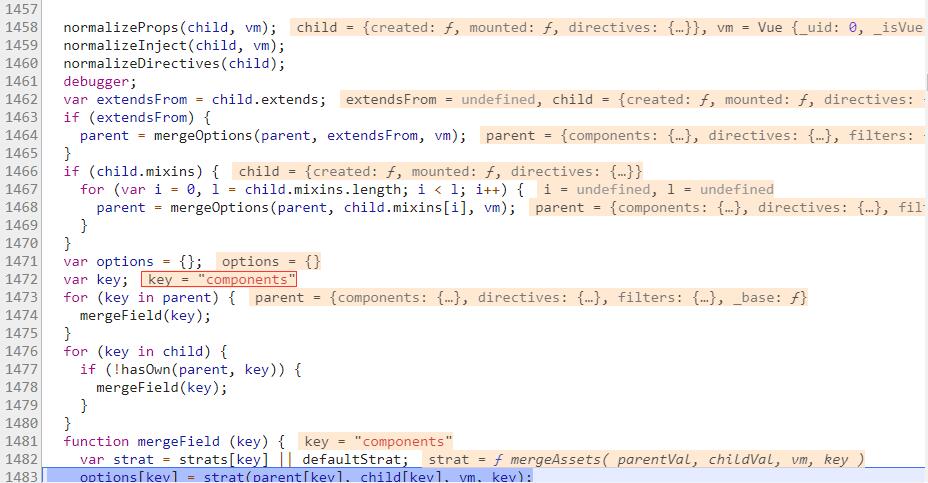 1457
1458 normalizeProps(child, vm); child = {created: ƒ, mounted: ƒ, directives: {…}}, vm = Vue {_uid: 0, _isVue
1459 normalizeInject(child, vm);
1460 normalizeDirectives(child);
1461 debugger;
1462 var extendsFrom = child.extends; extendsFrom = undefined, child = {created: ƒ, mounted: ƒ, directives:
1463 if (extendsFrom) {
1464 parent = mergeOptions(parent, extendsFrom, vm); parent = {components: {…}, directives: {…}, filters:
1465 }
1466 if (child.mixins) { child = {created: ƒ, mounted: ƒ, directives: {…}}
1467 for (var i = 0, l = child.mixins.length; i < l; i++) { i = undefined, l = undefined
1468 parent = mergeOptions(parent, child.mixins[i], vm); parent = {components: {…}, directives: {…}, fil
1469 }
1470 }
1471 var options = {}; options = {}
1472 var key; key = "components"
1473 for (key in parent) { parent = {components: {…}, directives: {…}, filters: {…}, _base: ƒ}
1474 mergeField(key);
1475 }
1476 for (key in child) {
1477 if (!hasOwn(parent, key)) {
1478 mergeField(key);
1479 }
1480 }
1481 function mergeField (key) { key = "components"
1482 var strat = strats[key] || defaultStrat; strat = ƒ mergeAssets( parentVal, childVal, vm, key )
1483 options[key] = strat(parent[key], child[key], vm, key);